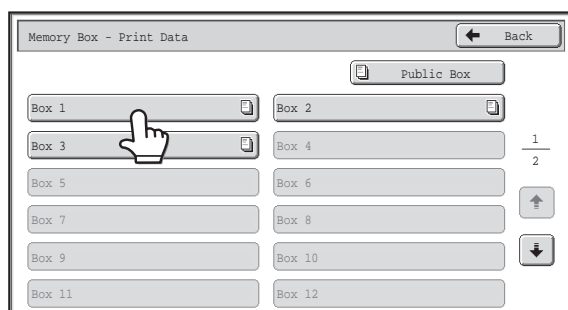 Memory Box - Print Data
Back
Public Box
Box 1
Box 2
Box 3
Box 4
1
2
Box 5
Box 6
Box 7
Box 8
Box 9
Box 10
Box 11
Box 12